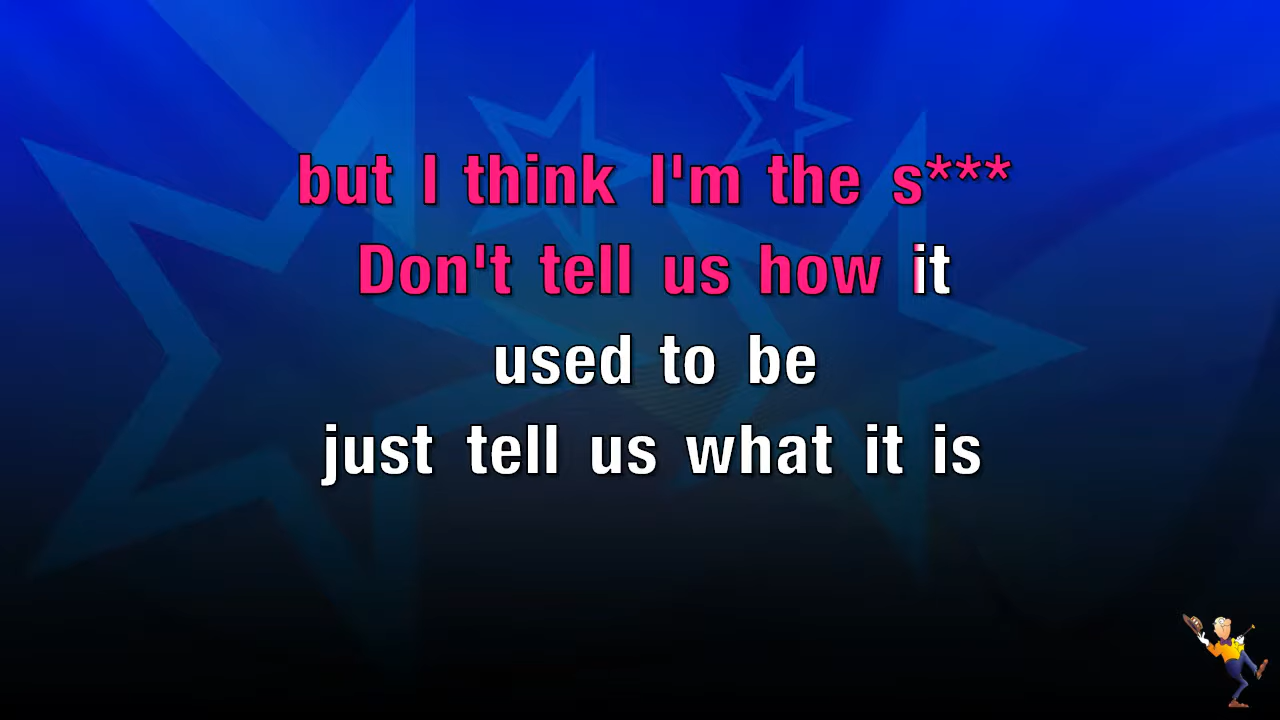 but I think I'm the s***
Don't tell us how it
used to be
just tell us what it is